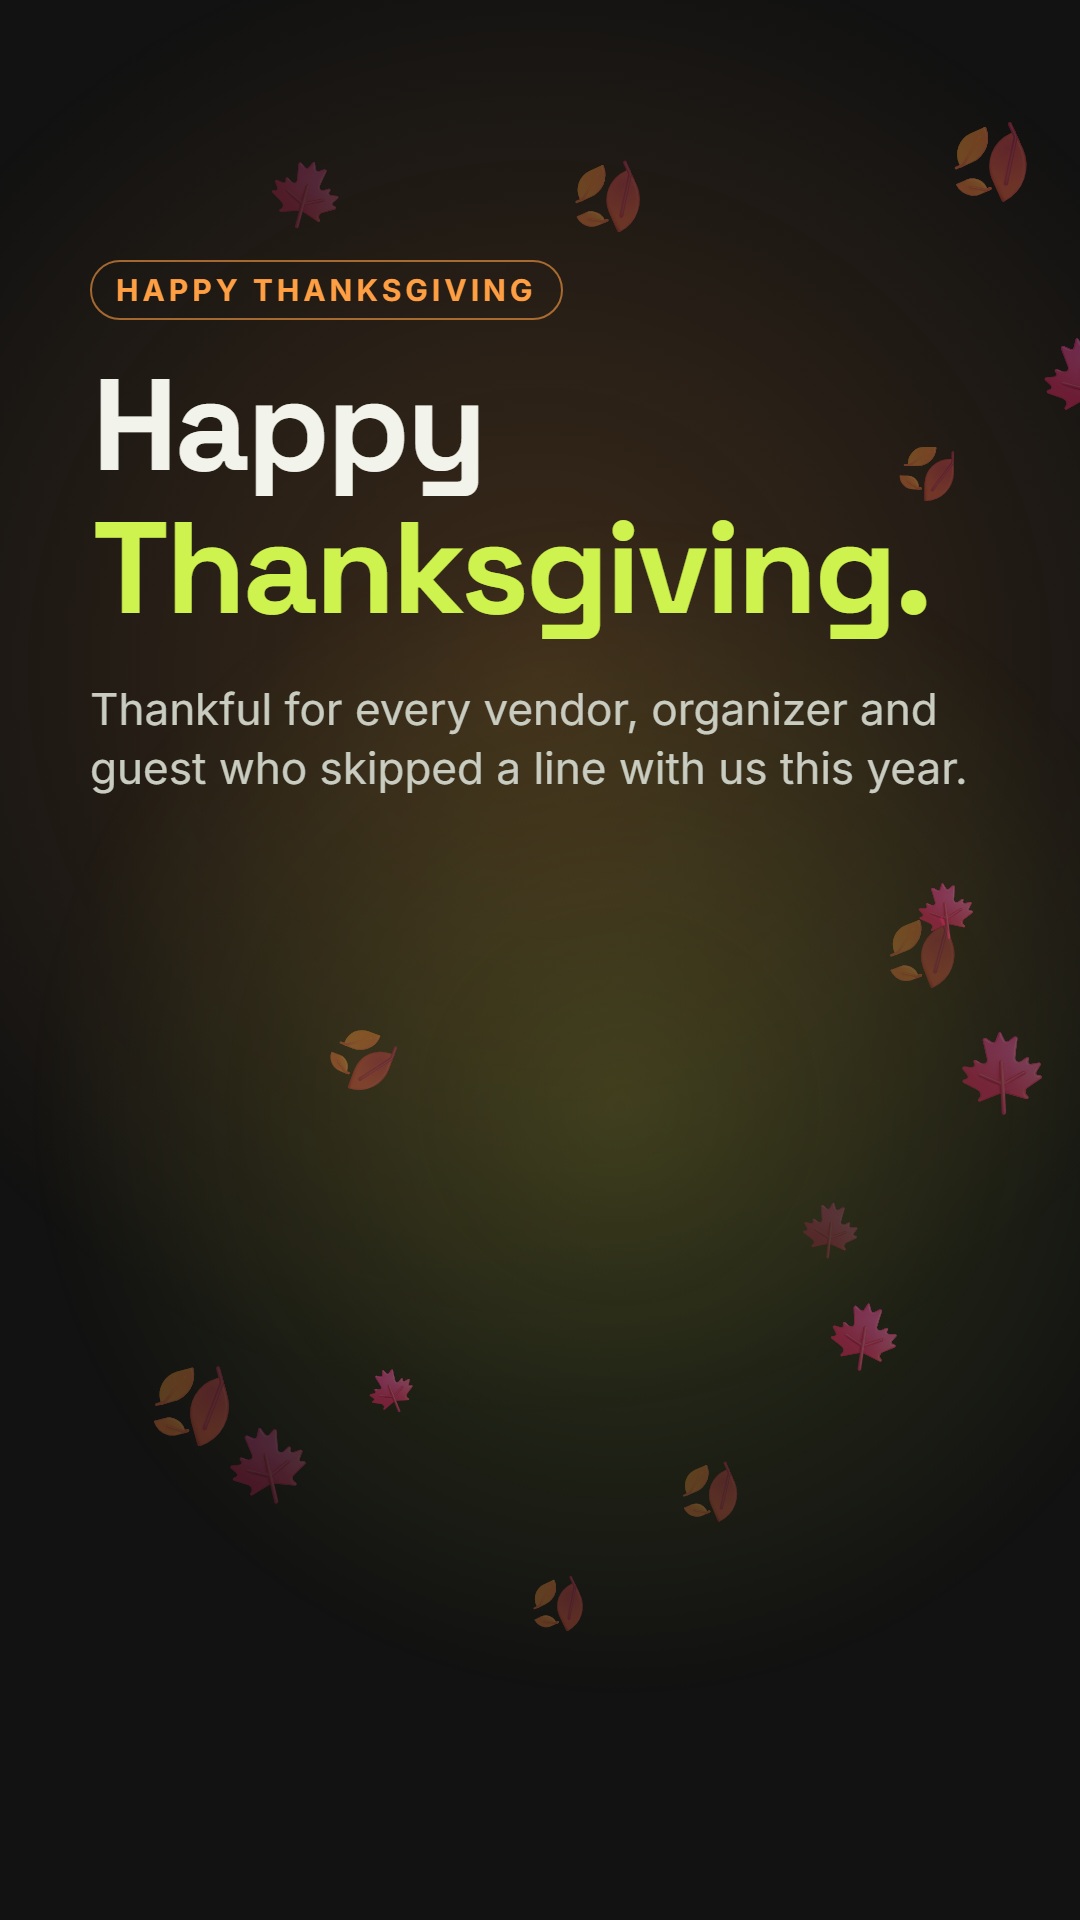 HAPPY THANKSGIVING
Happy
Thanksgiving.
Thankful for every vendor, organizer and
guest who skipped a line with us this year.